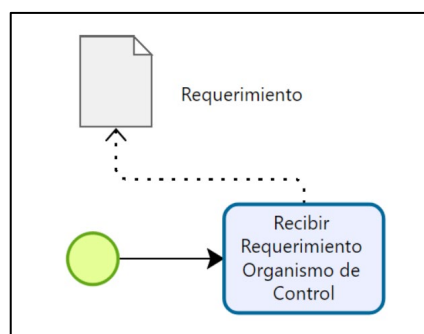 Requerimiento
Recibir
Requerimiento
Organismo de
Control